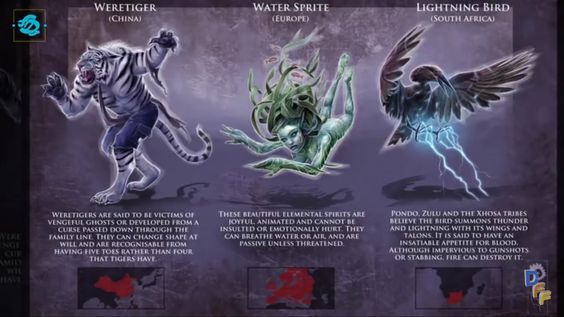 Weretiger
(China)
Weretigers are said to be victims of
vengeful ghosts or developed from a
curse passed down through the
family line. They can change shape at
will and are recognisable from
having five toes rather than four
that tigers have.
Water Sprite
(Europe)
These beautiful elemental spirits are
joyful, animated and cannot be
insulted or emotionally hurt. They
can breathe water or air, and are
passive unless threatened.
Lightning Bird
(South Africa)
Pondo, Zulu and the Xhosa tribes
believe the bird summons thunder
and lightning with its wings and
talons. It is said to have an
insatiable appetite for blood.
Although impervious to gunshots
or stabbing, fire can destroy it.
DFF